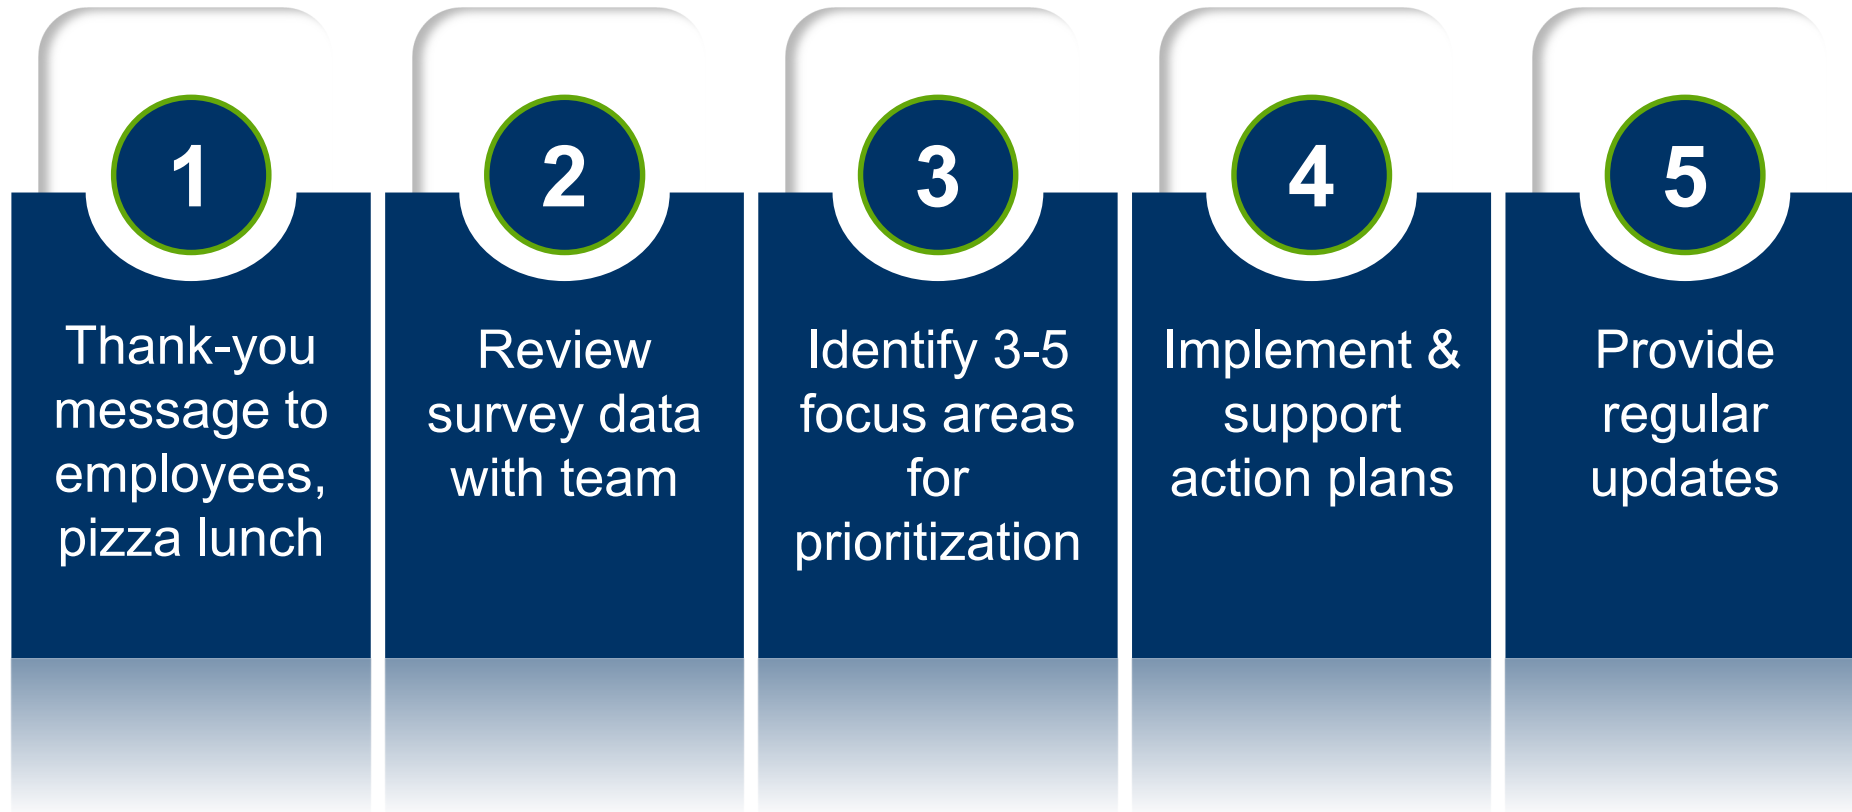 1
Thank-you
message to
employees,
pizza lunch
2
Review
survey data
with team
3
Identify 3-5
focus areas
for
prioritization
4
Implement &
support
action plans
5
Provide
regular
updates